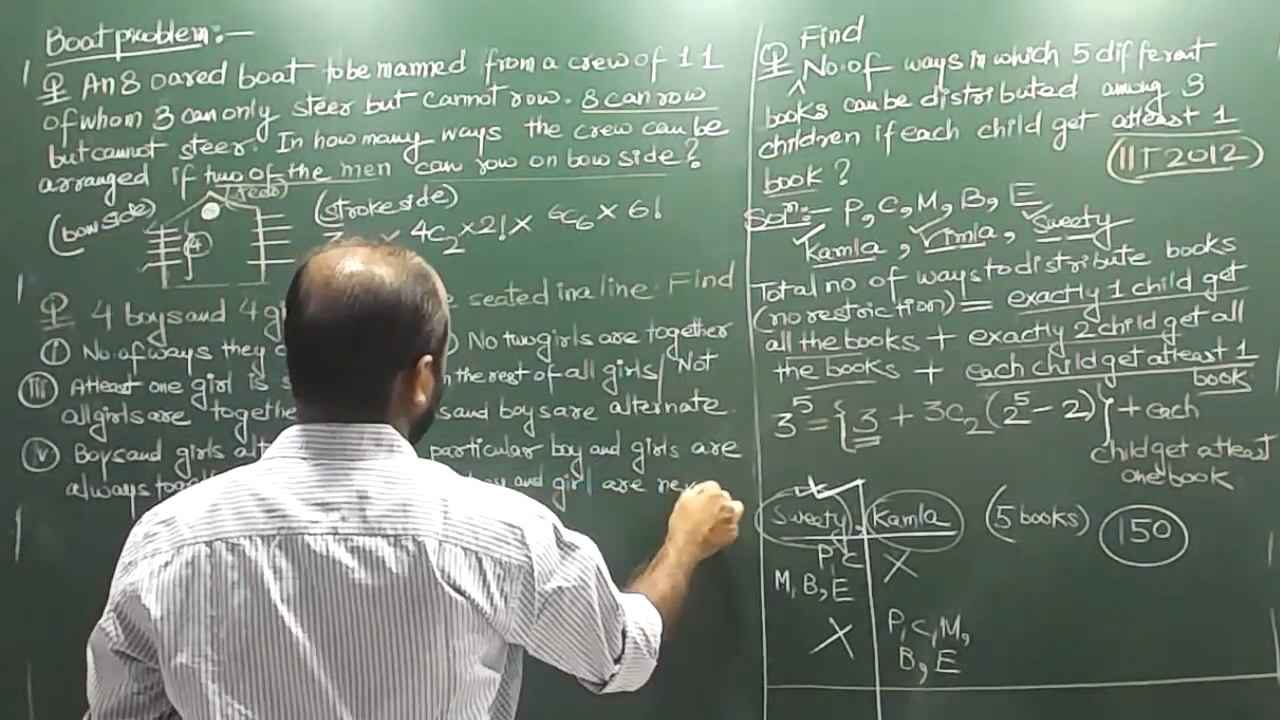 Boat problem:-
Q An 8 oared boat to be manned from a crew of 11
of whom 3 can only steer but cannot row. 8 can row
but cannot steer. In how many ways the crew can be
arranged if two of the men can row on bow side?
(bow side)
(stroke side)
4
4C2 × 2! × 6C6 × 6!
Q 4 boys and 4 g seated in a line. Find
(I) No. of ways they No two girls are together
(III) Atleast one girl is the rest of all girls / Not
all girls are together and boys are alternate.
(V) Boys and girls particular boy and girls are
always and girl are
Find
Q ^ No. of ways in which 5 different
books can be distributed among 3
children if each child get atleast 1
book?
(IIT 2012)
Solⁿ:- P, C, M, B, E
Kamla, Vimla, Sweety
Total no of ways to distribute books
(no restriction) = exactly 1 child get
all the books + exactly 2 child get all
the books + each child get atleast 1
book
3^5 = {3 + 3C2 (2^5 - 2)} + each
child get atleast
one book
Sweety, Kamla (5 books) 150
P, C X
M, B, E
X P, C, M,
B, E